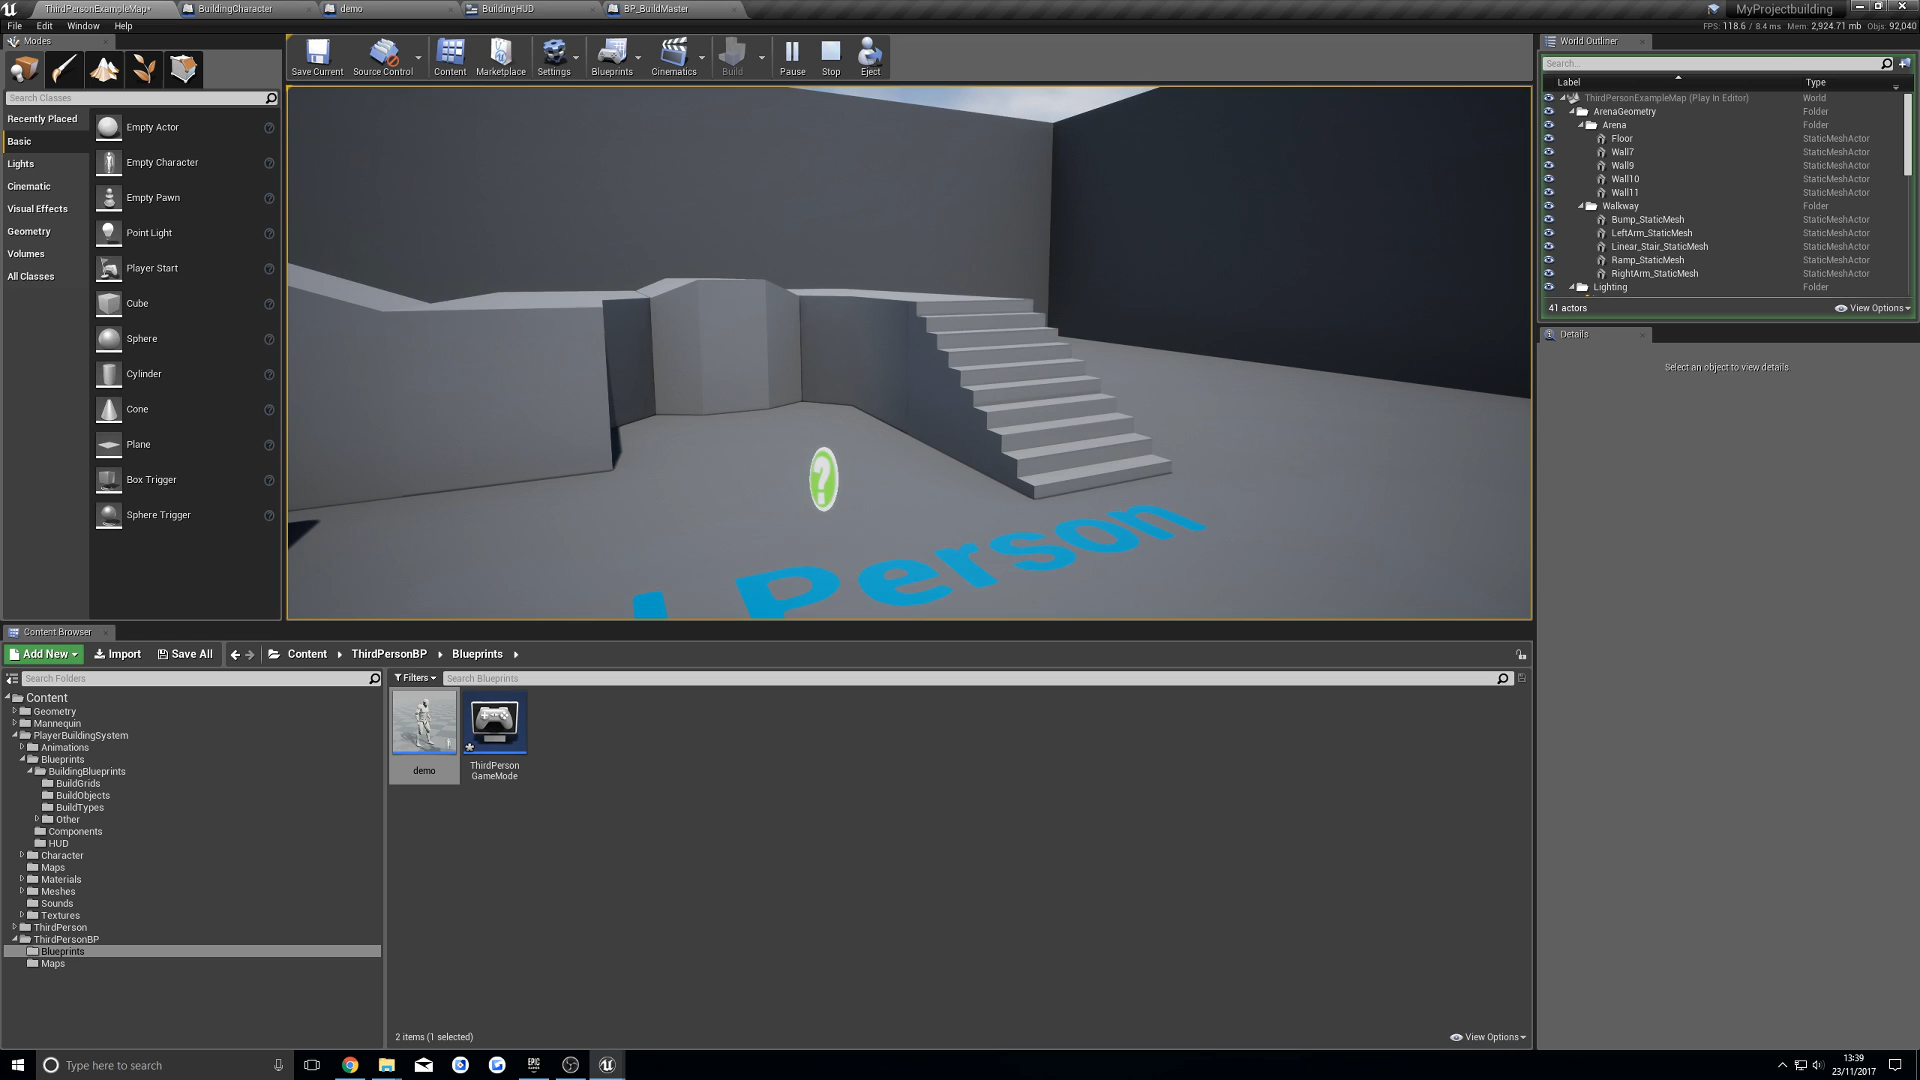 ThirdPersonExampleMap*
BuildingCharacter
demo
BuildingHUD
BP_BuildMaster
MyProjectbuilding
File Edit Window Help
FPS: 118.6 / 8.4 ms Mem: 2,924.71 mb Objs: 92,040
Modes
Search Classes
Recently Placed
Basic
Lights
Cinematic
Visual Effects
Geometry
Volumes
All Classes
Empty Actor
Empty Character
Empty Pawn
Point Light
Player Start
Cube
Sphere
Cylinder
Cone
Plane
Box Trigger
Sphere Trigger
Save Current
Source Control
Content
Marketplace
Settings
Blueprints
Cinematics
Build
Pause
Stop
Eject
?
Person
World Outliner
Search...
Label Type
ThirdPersonExampleMap (Play In Editor) World
ArenaGeometry Folder
Arena Folder
Floor StaticMeshActor
Wall7 StaticMeshActor
Wall9 StaticMeshActor
Wall10 StaticMeshActor
Wall11 StaticMeshActor
Walkway Folder
Bump_StaticMesh StaticMeshActor
LeftArm_StaticMesh StaticMeshActor
Linear_Stair_StaticMesh StaticMeshActor
Ramp_StaticMesh StaticMeshActor
RightArm_StaticMesh StaticMeshActor
Lighting Folder
41 actors
View Options
Details
Select an object to view details.
Content Browser
Add New
Import
Save All
Content
ThirdPersonBP
Blueprints
Search Folders
Content
Geometry
Mannequin
PlayerBuildingSystem
Animations
Blueprints
BuildingBlueprints
BuildGrids
BuildObjects
BuildTypes
Other
Components
HUD
Character
Maps
Materials
Meshes
Sounds
Textures
ThirdPerson
ThirdPersonBP
Blueprints
Maps
Filters
Search Blueprints
demo
ThirdPerson
GameMode
2 items (1 selected)
View Options
Type here to search
EPIC
GAMES
13:39
23/11/2017